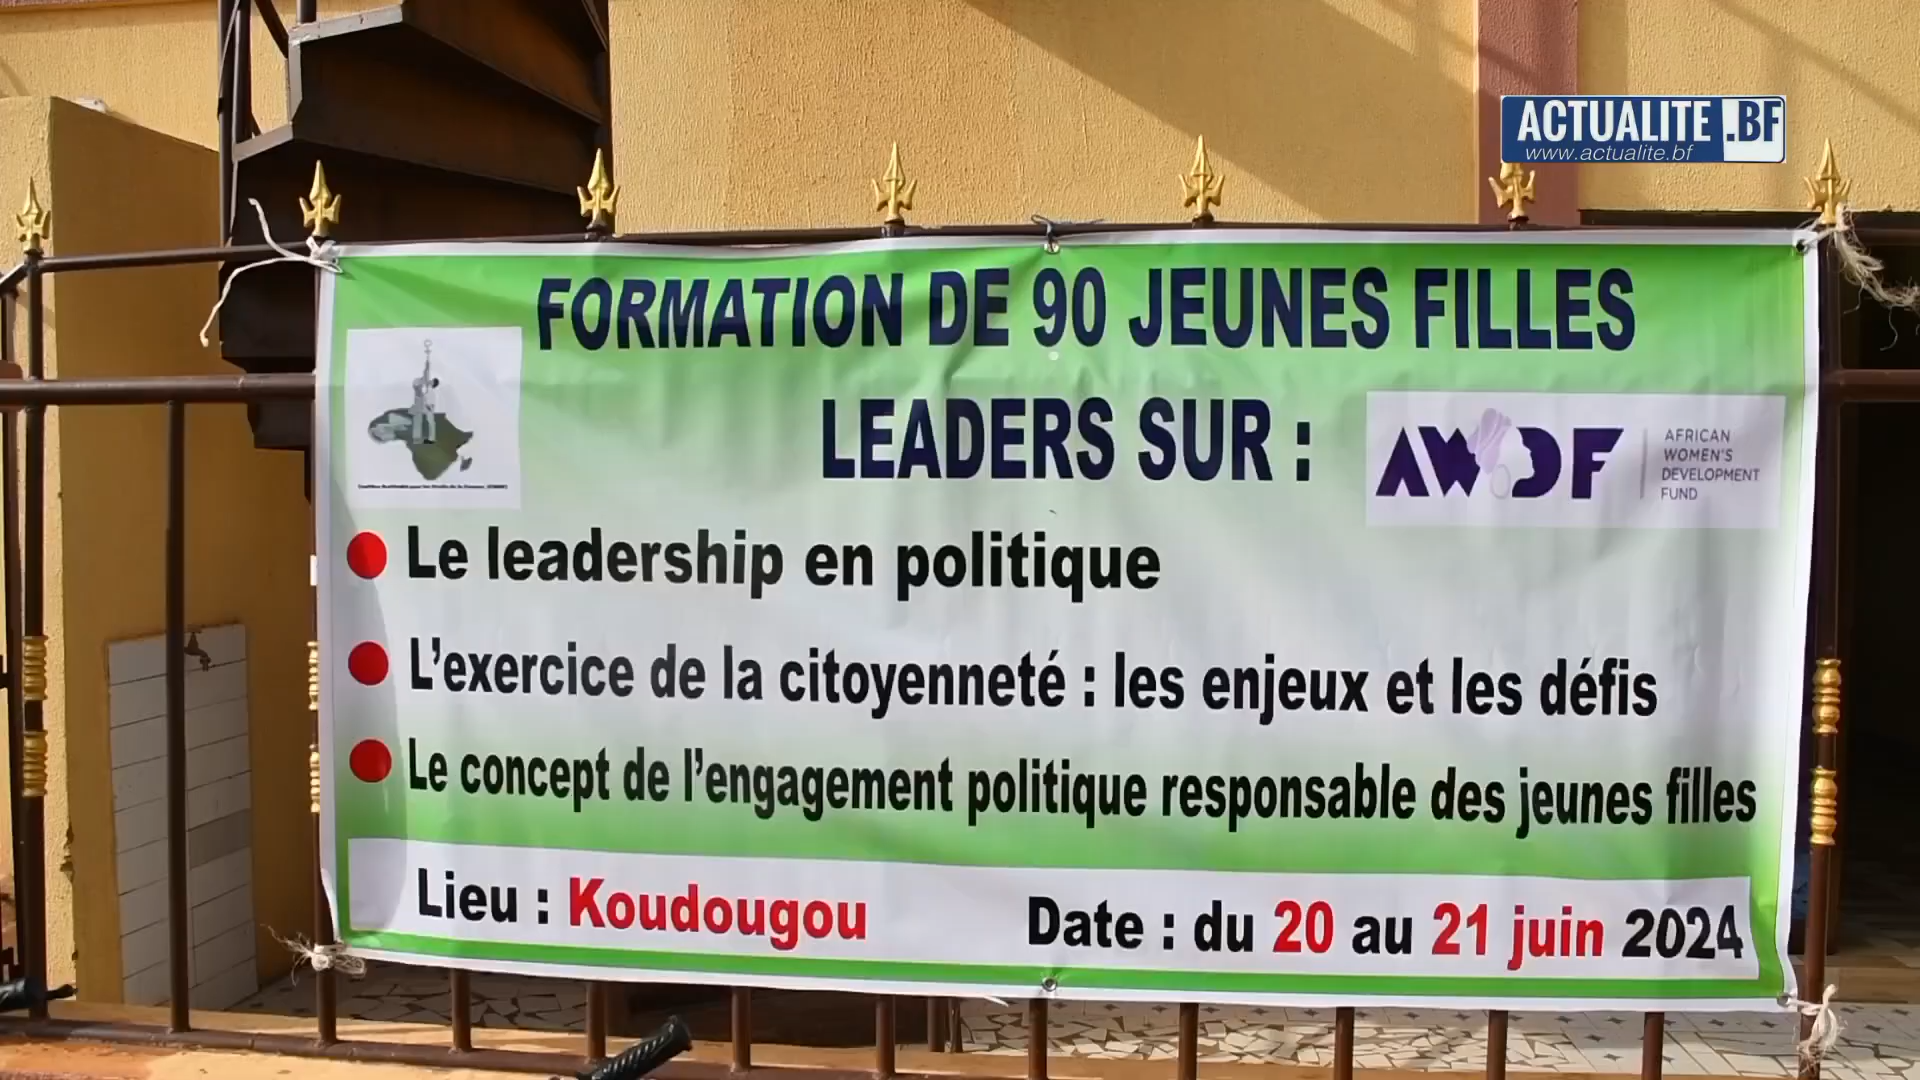 ACTUALITE .BF
www.actualite.bf
FORMATION DE 90 JEUNES FILLES
LEADERS SUR :
AWDF
AFRICAN
WOMEN'S
DEVELOPMENT
FUND
Le leadership en politique
L'exercice de la citoyenneté : les enjeux et les défis
Le concept de l'engagement politique responsable des jeunes filles
Lieu : Koudougou
Date : du 20 au 21 juin 2024